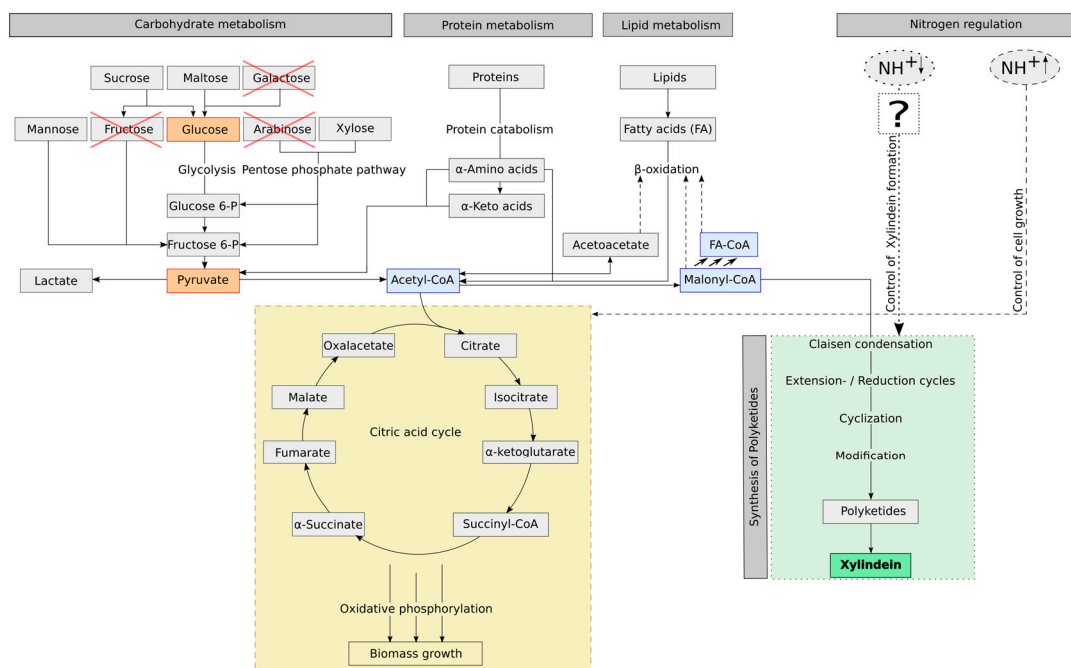 Carbohydrate metabolism
Protein metabolism
Lipid metabolism
Nitrogen regulation
Sucrose
Maltose
Galactose
Proteins
Lipids
NH+↓
NH+↑
?
Mannose
Fructose
Glucose
Arabinose
Xylose
Protein catabolism
Fatty acids (FA)
Glycolysis
Pentose phosphate pathway
α-Amino acids
β-oxidation
Glucose 6-P
α-Keto acids
Fructose 6-P
Acetoacetate
FA-CoA
Lactate
Pyruvate
Acetyl-CoA
Malonyl-CoA
Control of Xylindein formation
Control of cell growth
Oxalacetate
Citrate
Malate
Isocitrate
Citric acid cycle
Fumarate
α-ketoglutarate
α-Succinate
Succinyl-CoA
Oxidative phosphorylation
Biomass growth
Synthesis of Polyketides
Claisen condensation
Extension- / Reduction cycles
Cyclization
Modification
Polyketides
Xylindein